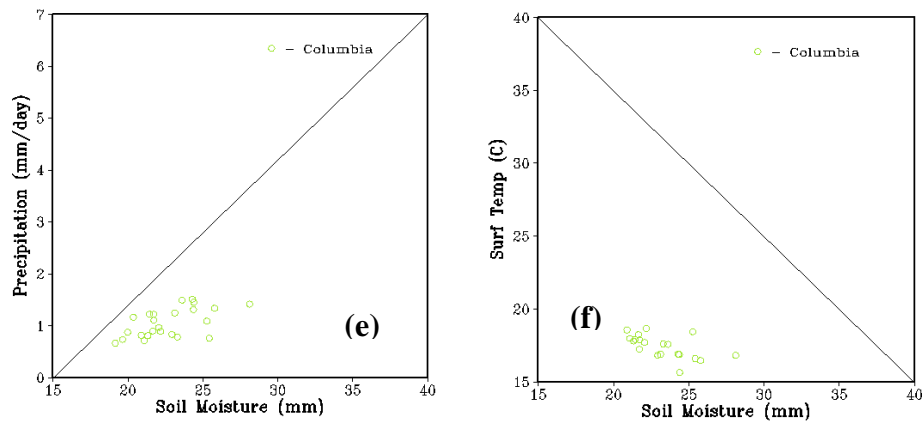 7
6
5
4
3
2
1
0
Precipitation (mm/day)
— Columbia
(e)
15 20 25 30 35 40
Soil Moisture (mm)
40
35
30
25
20
15
Surf Temp (C)
— Columbia
(f)
15 20 25 30 35 40
Soil Moisture (mm)